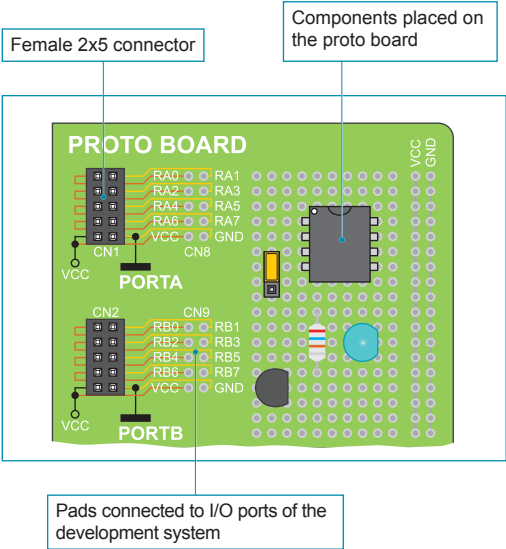 Components placed on
the proto board
Female 2x5 connector
PROTO BOARD
VCC
GND
RA0 RA1
RA2 RA3
RA4 RA5
RA6 RA7
VCC GND
CN1 CN8
VCC
PORTA
CN2 CN9
RB0 RB1
RB2 RB3
RB4 RB5
RB6 RB7
VCC GND
VCC
PORTB
Pads connected to I/O ports of the
development system